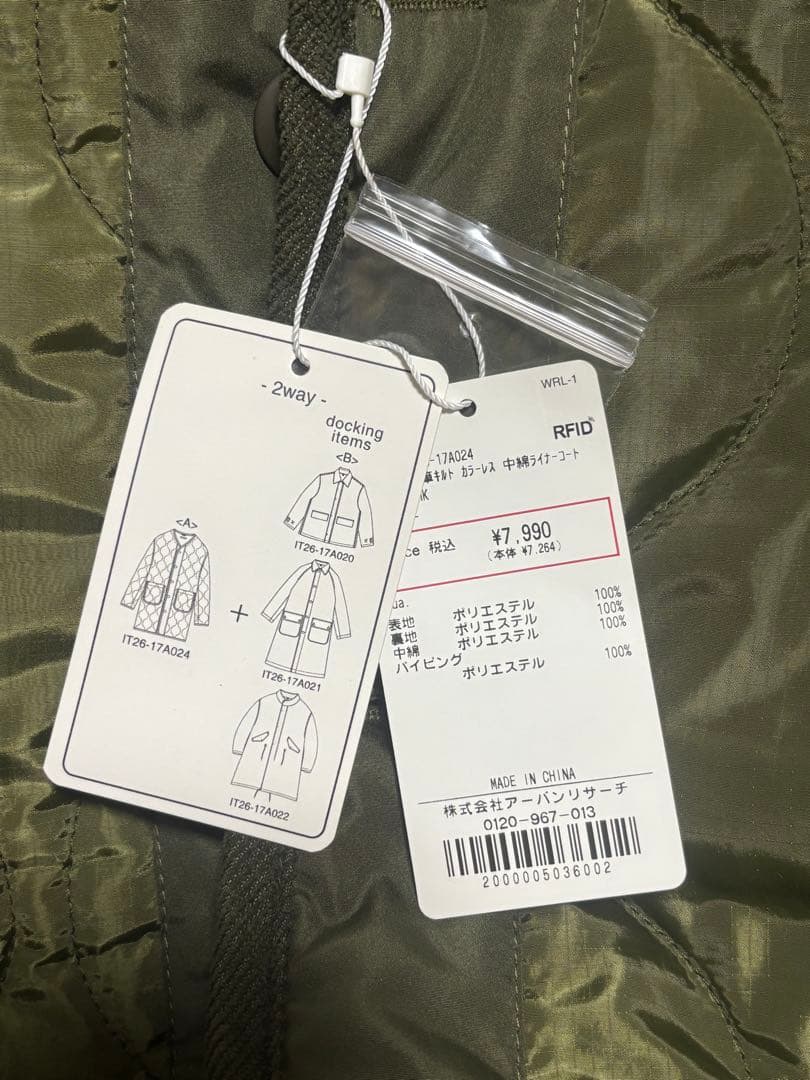 - 2way -
docking
items
<B>
IT26-17A020
<A>
+
IT26-17A024
IT26-17A021
IT26-17A022
WRL-1
RFID
-17A024
キルト カラーレス 中綿ライナーコート
税込 ¥7,990
(本体 ¥7,264)
表地 ポリエステル 100%
裏地 ポリエステル 100%
中綿 ポリエステル 100%
パイピング
ポリエステル 100%
MADE IN CHINA
株式会社アーバンリサーチ
0120-967-013
2000005036002